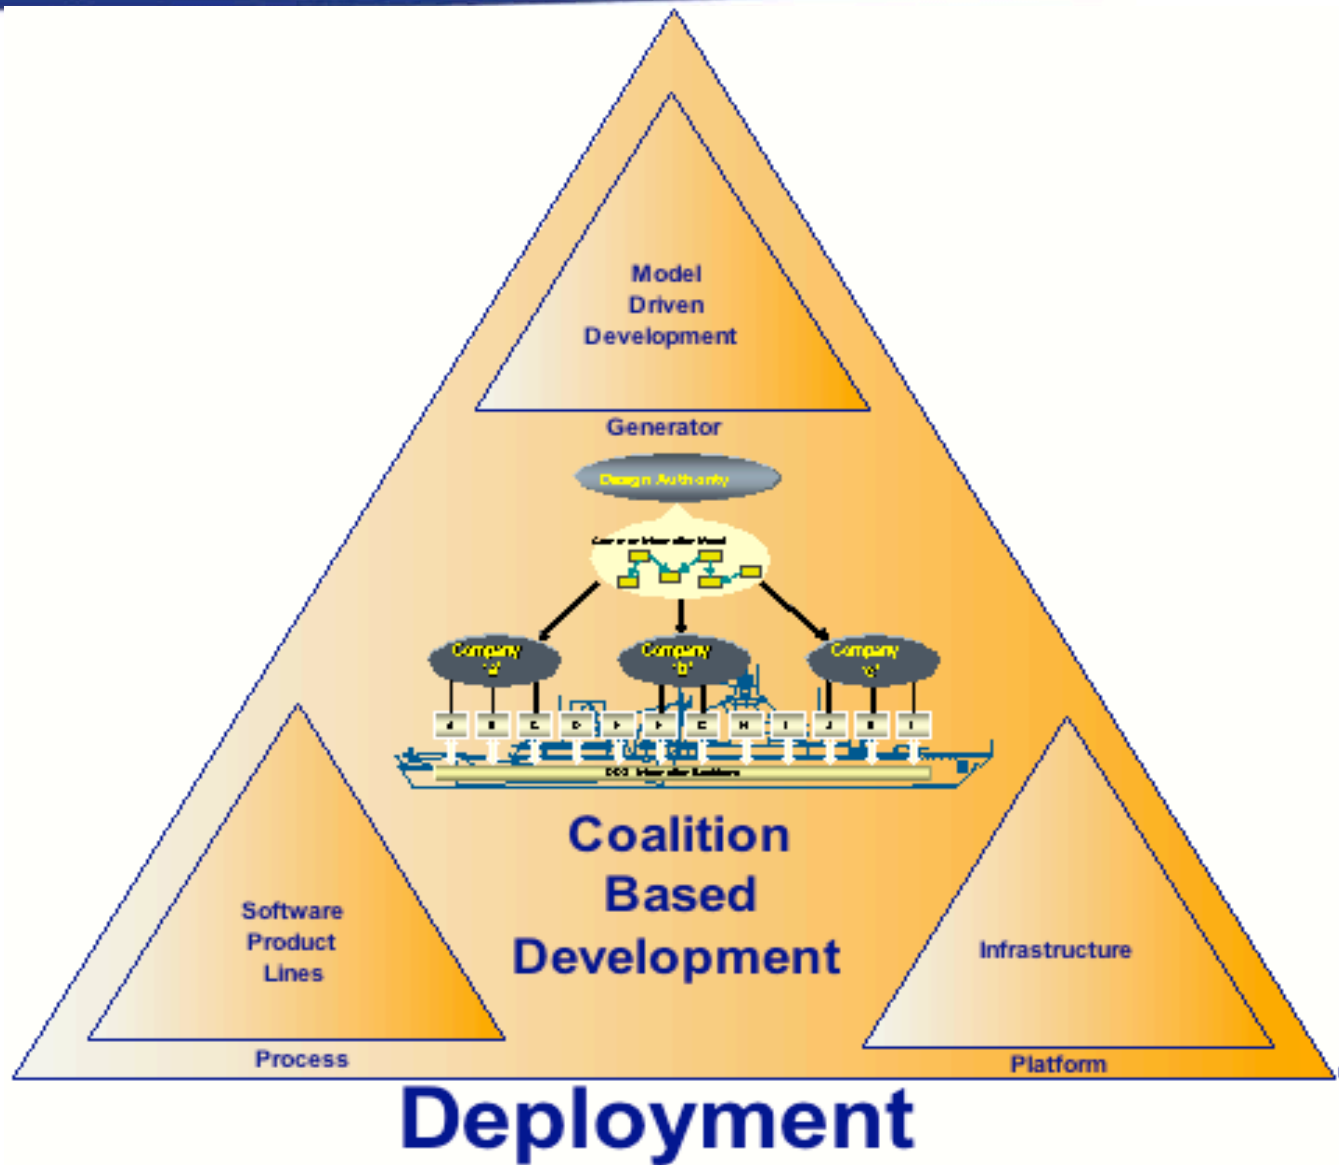 Model
Driven
Development
Generator
Design Authority
Company
'a'
Company
'b'
Company
'c'
J
Coalition
Based
Development
Software
Product
Lines
Infrastructure
Process
Platform
Deployment